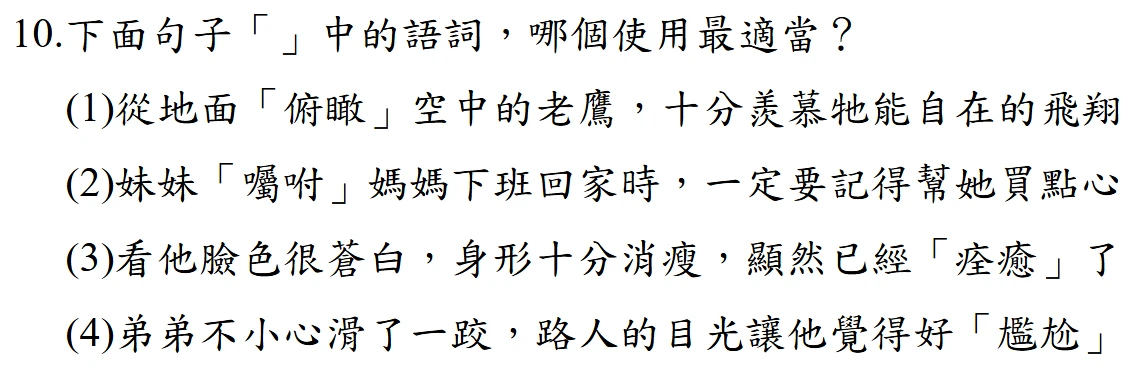 10.下面句子「 」中的語詞，哪個使用最適當？
(1)從地面「俯瞰」空中的老鷹，十分羨慕牠能自在的飛翔
(2)妹妹「囑咐」媽媽下班回家時，一定要記得幫她買點心
(3)看他臉色很蒼白，身形十分消瘦，顯然已經「痊癒」了
(4)弟弟不小心滑了一跤，路人的目光讓他覺得好「尷尬」